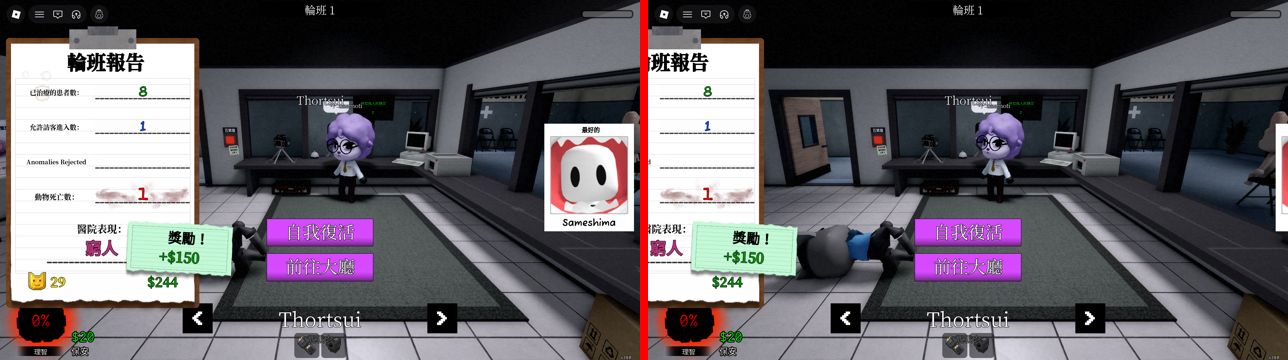 輪班 1
輪班報告
已治療的患者數: 8
允許訪客進入數: 1
Anomalies Rejected
動物死亡數: 1
醫院表現:
窮人
獎勵！
+$150
29
$244
0%
理智
$20
保安
Thortsui
自我復活
前往大廳
Thortsui
最好的
Sameshima
輪班 1
班報告
8
1
d
1
現:
窮人
獎勵！
+$150
$244
0%
理智
$20
保安
Thortsui
自我復活
前往大廳
Thortsui